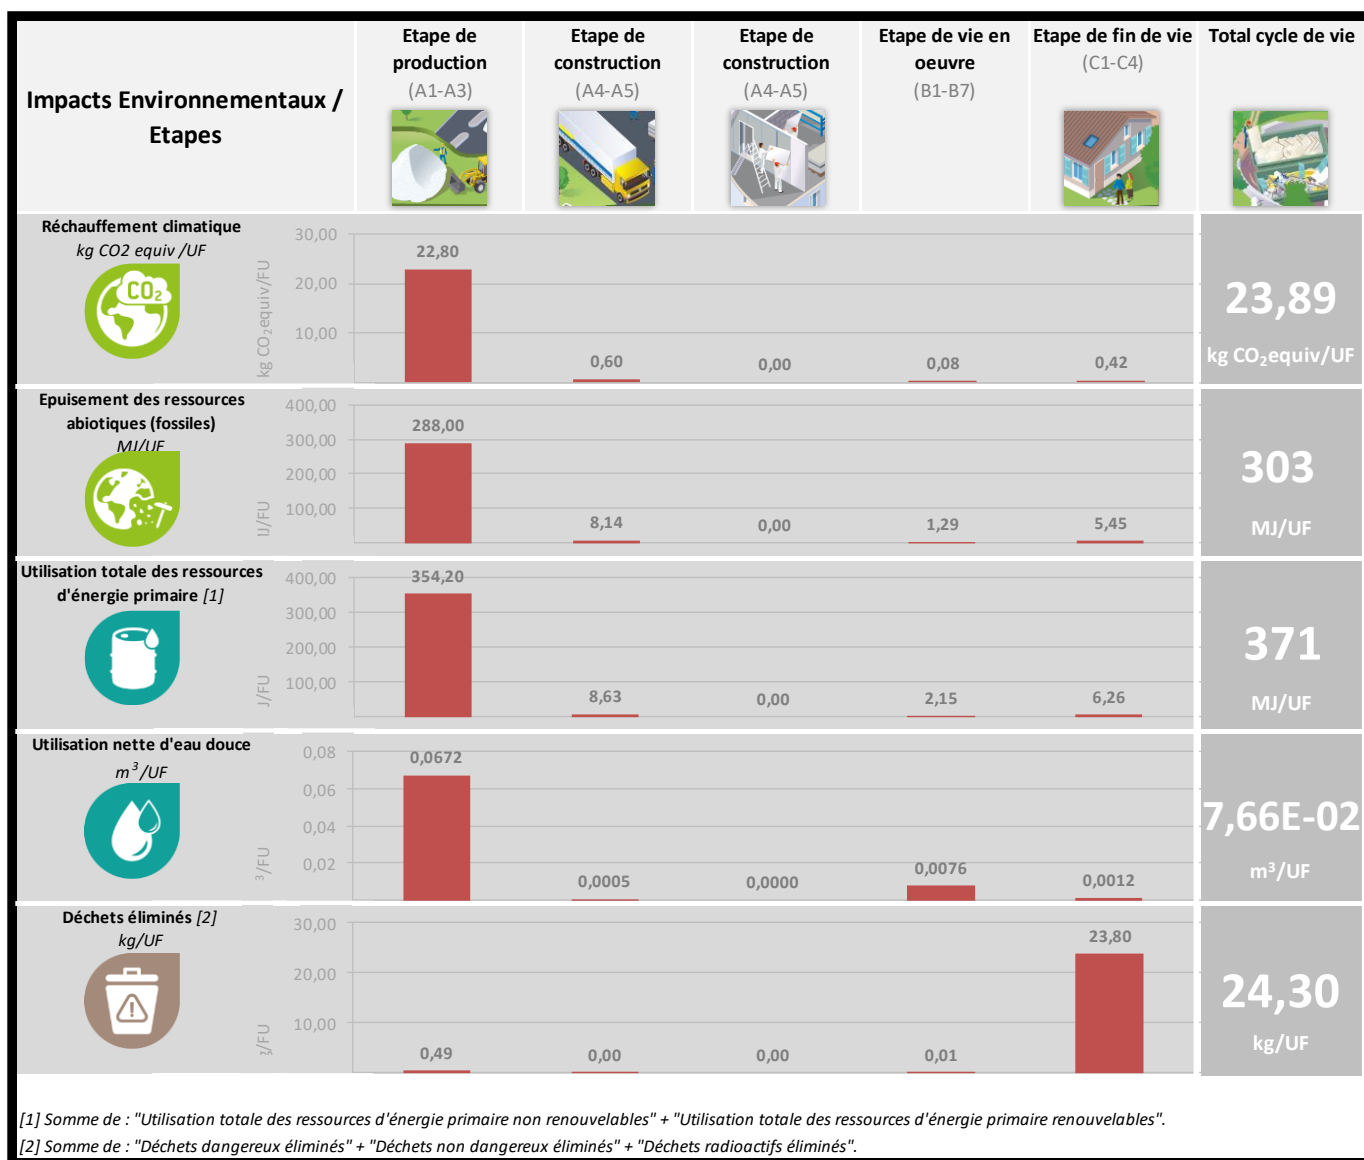 Impacts Environnementaux /
Etapes
Etape de
production
(A1-A3)
Etape de
construction
(A4-A5)
Etape de
construction
(A4-A5)
Etape de vie en
oeuvre
(B1-B7)
Etape de fin de vie
(C1-C4)
Total cycle de vie
Réchauffement climatique
kg CO2 equiv /UF
CO₂
kg CO₂equiv/FU
30,00
20,00
10,00
22,80
0,60
0,00
0,08
0,42
23,89
kg CO₂equiv/UF
Epuisement des ressources
abiotiques (fossiles)
MJ/UF
400,00
300,00
200,00
100,00
288,00
8,14
0,00
1,29
5,45
303
MJ/UF
Utilisation totale des ressources
d'énergie primaire [1]
J/FU
400,00
300,00
200,00
100,00
354,20
8,63
0,00
2,15
6,26
371
MJ/UF
Utilisation nette d'eau douce
m³/UF
³/FU
0,08
0,06
0,04
0,02
0,0672
0,0005
0,0000
0,0076
0,0012
7,66E-02
m³/UF
Déchets éliminés [2]
kg/UF
/FU
30,00
20,00
10,00
0,49
0,00
0,00
0,01
23,80
24,30
kg/UF
[1] Somme de : "Utilisation totale des ressources d'énergie primaire non renouvelables" + "Utilisation totale des ressources d'énergie primaire renouvelables".
[2] Somme de : "Déchets dangereux éliminés" + "Déchets non dangereux éliminés" + "Déchets radioactifs éliminés".